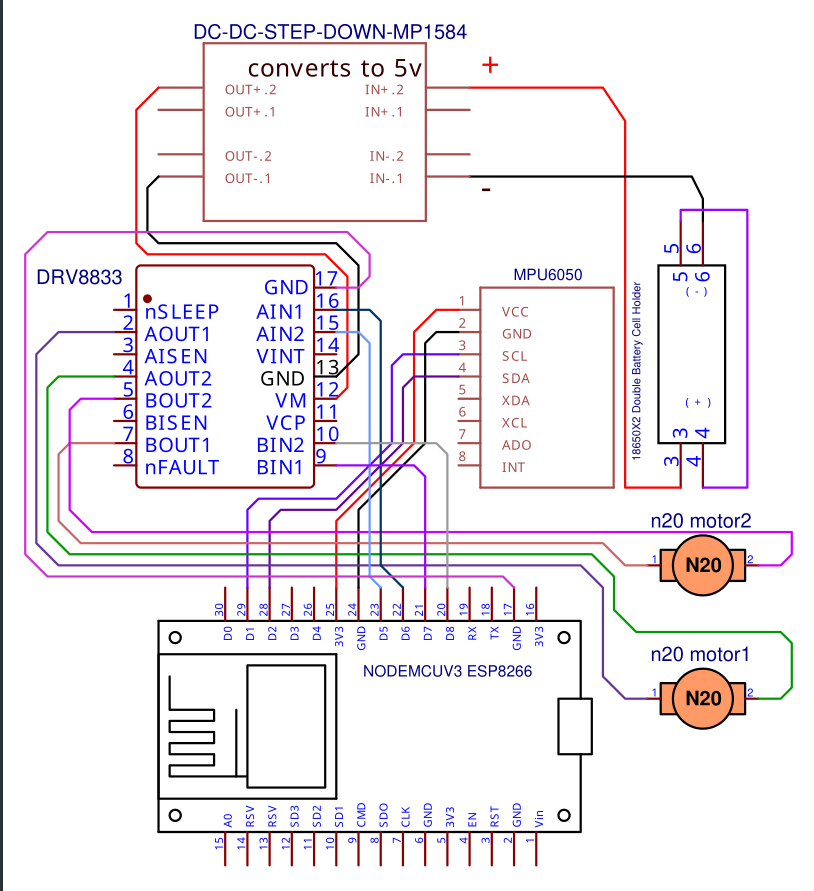 DC-DC-STEP-DOWN-MP1584
converts to 5v
+
OUT+.2 IN+.2
OUT+.1 IN+.1
OUT-.2 IN-.2
OUT-.1 IN-.1
-
DRV8833
GND 17
1 nSLEEP AIN1 16
2 AOUT1 AIN2 15
3 AISEN VINT 14
4 AOUT2 GND 13
5 BOUT2 VM 12
6 BISEN VCP 11
7 BOUT1 BIN2 10
8 nFAULT BIN1 9
MPU6050
1 VCC
2 GND
3 SCL
4 SDA
5 XDA
6 XCL
7 ADO
8 INT
18650X2 Double Battery Cell Holder
5 6
5 6
( - )
( + )
3 4
3 4
n20 motor2
1 N20 2
n20 motor1
1 N20 2
30 29 28 27 26 25 24 23 22 21 20 19 18 17 16
D0 D1 D2 D3 D4 3V3 GND D5 D6 D7 D8 RX TX GND 3V3
NODEMCUV3 ESP8266
A0 RSV RSV SD3 SD2 SD1 CMD SDO CLK GND 3V3 EN RST GND Vin
15 14 13 12 11 10 9 8 7 6 5 4 3 2 1